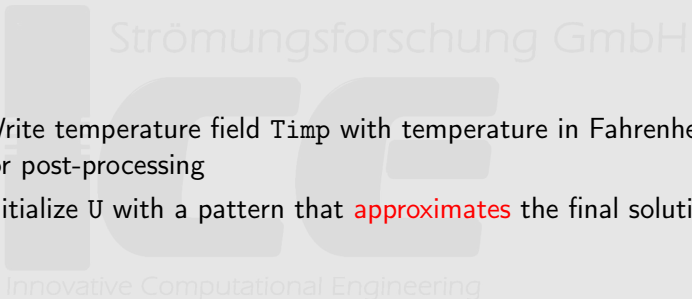 Strömungsforschung GmbH
Write temperature field Timp with temperature in Fahrenhe
or post-processing
itialize U with a pattern that approximates the final soluti
Innovative Computational Engineering